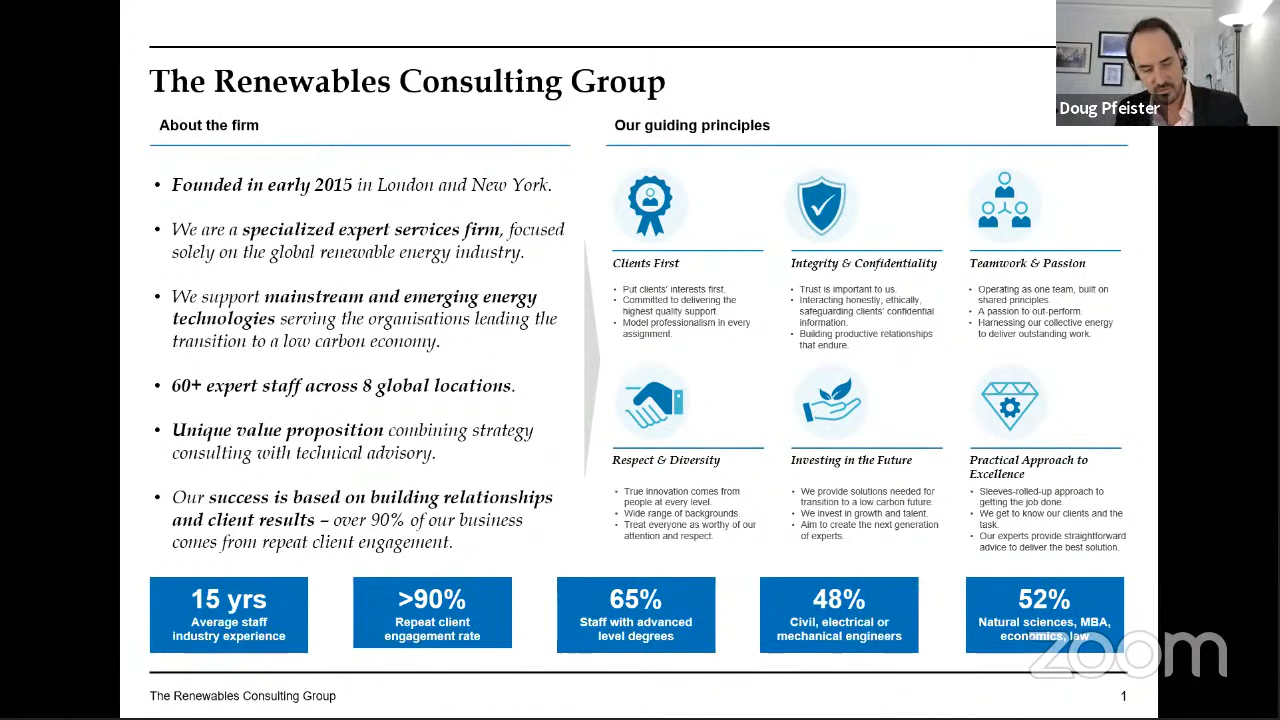 The Renewables Consulting Group
Doug Pfeister
About the firm
• Founded in early 2015 in London and New York.
• We are a specialized expert services firm, focused
solely on the global renewable energy industry.
• We support mainstream and emerging energy
technologies serving the organisations leading the
transition to a low carbon economy.
• 60+ expert staff across 8 global locations.
• Unique value proposition combining strategy
consulting with technical advisory.
• Our success is based on building relationships
and client results – over 90% of our business
comes from repeat client engagement.
Our guiding principles
Clients First
• Put clients' interests first.
• Committed to delivering the
highest quality support.
• Model professionalism in every
assignment.
Integrity & Confidentiality
• Trust is important to us.
• Interacting honestly, ethically,
safeguarding clients' confidential
information.
• Building productive relationships
that endure.
Teamwork & Passion
• Operating as one team, built on
shared principles.
• A passion to out-perform.
• Harnessing our collective energy
to deliver outstanding work.
Respect & Diversity
• True innovation comes from
people at every level.
• Wide range of backgrounds.
• Treat everyone as worthy of our
attention and respect.
Investing in the Future
• We provide solutions needed for
transition to a low carbon future.
• We invest in growth and talent.
• Aim to create the next generation
of experts.
Practical Approach to
Excellence
• Sleeves-rolled-up approach to
getting the job done.
• We get to know our clients and the
task.
• Our experts provide straightforward
advice to deliver the best solution.
15 yrs
Average staff
industry experience
>90%
Repeat client
engagement rate
65%
Staff with advanced
level degrees
48%
Civil, electrical or
mechanical engineers
52%
Natural sciences, MBA,
economics, law
zoom
The Renewables Consulting Group
1